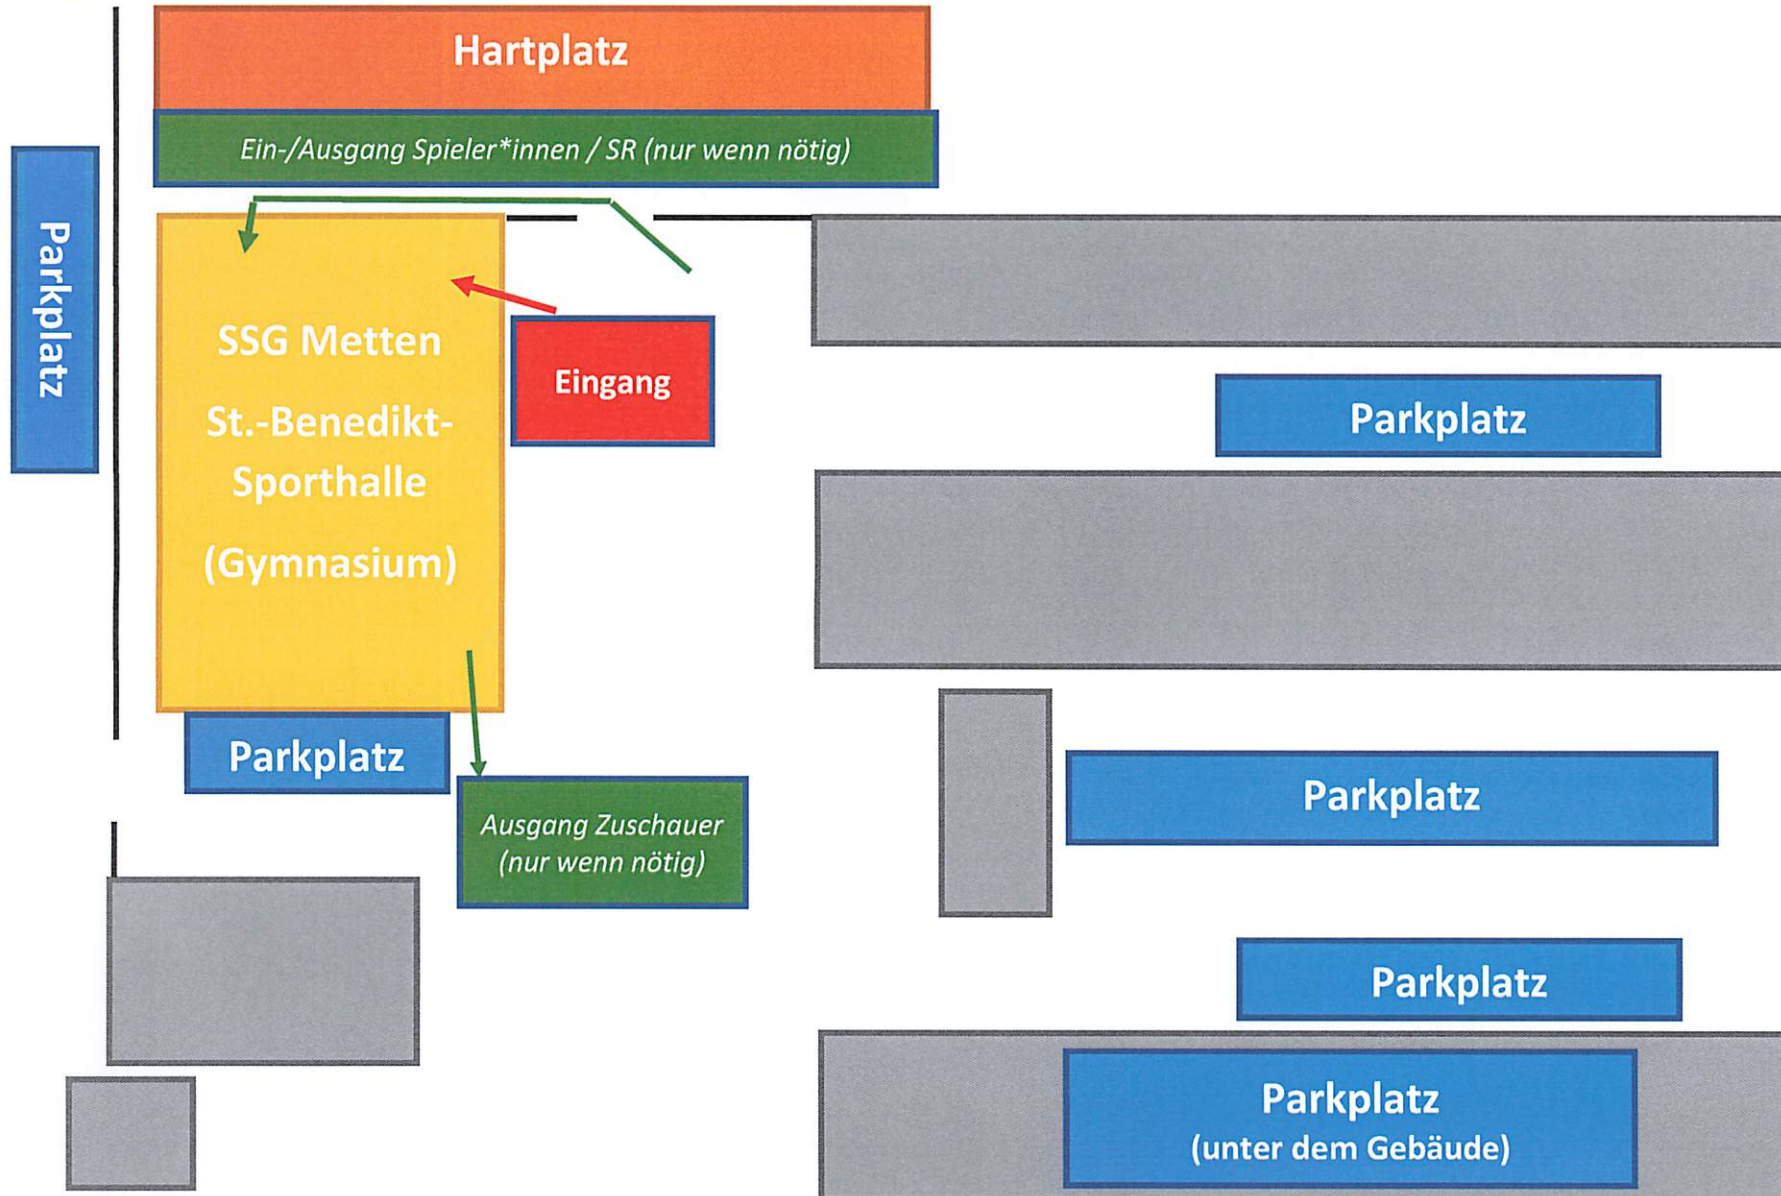 Hartplatz
Ein-/Ausgang Spieler*innen / SR (nur wenn nötig)
Parkplatz
SSG Metten
St.-Benedikt-
Sporthalle
(Gymnasium)
Eingang
Parkplatz
Parkplatz
Ausgang Zuschauer
(nur wenn nötig)
Parkplatz
Parkplatz
Parkplatz
(unter dem Gebäude)